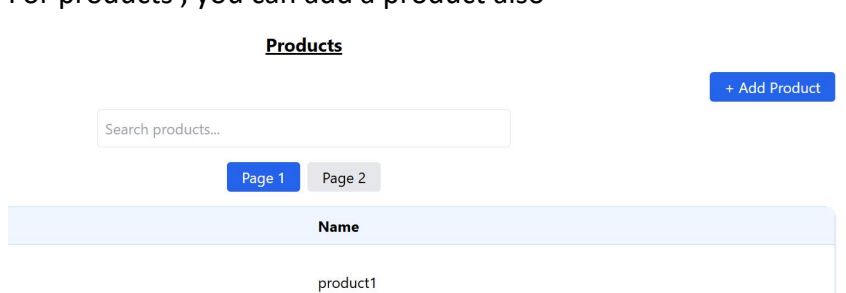 For products , you can add a product also
Products
+ Add Product
Search products...
Page 1 Page 2
Name
product1